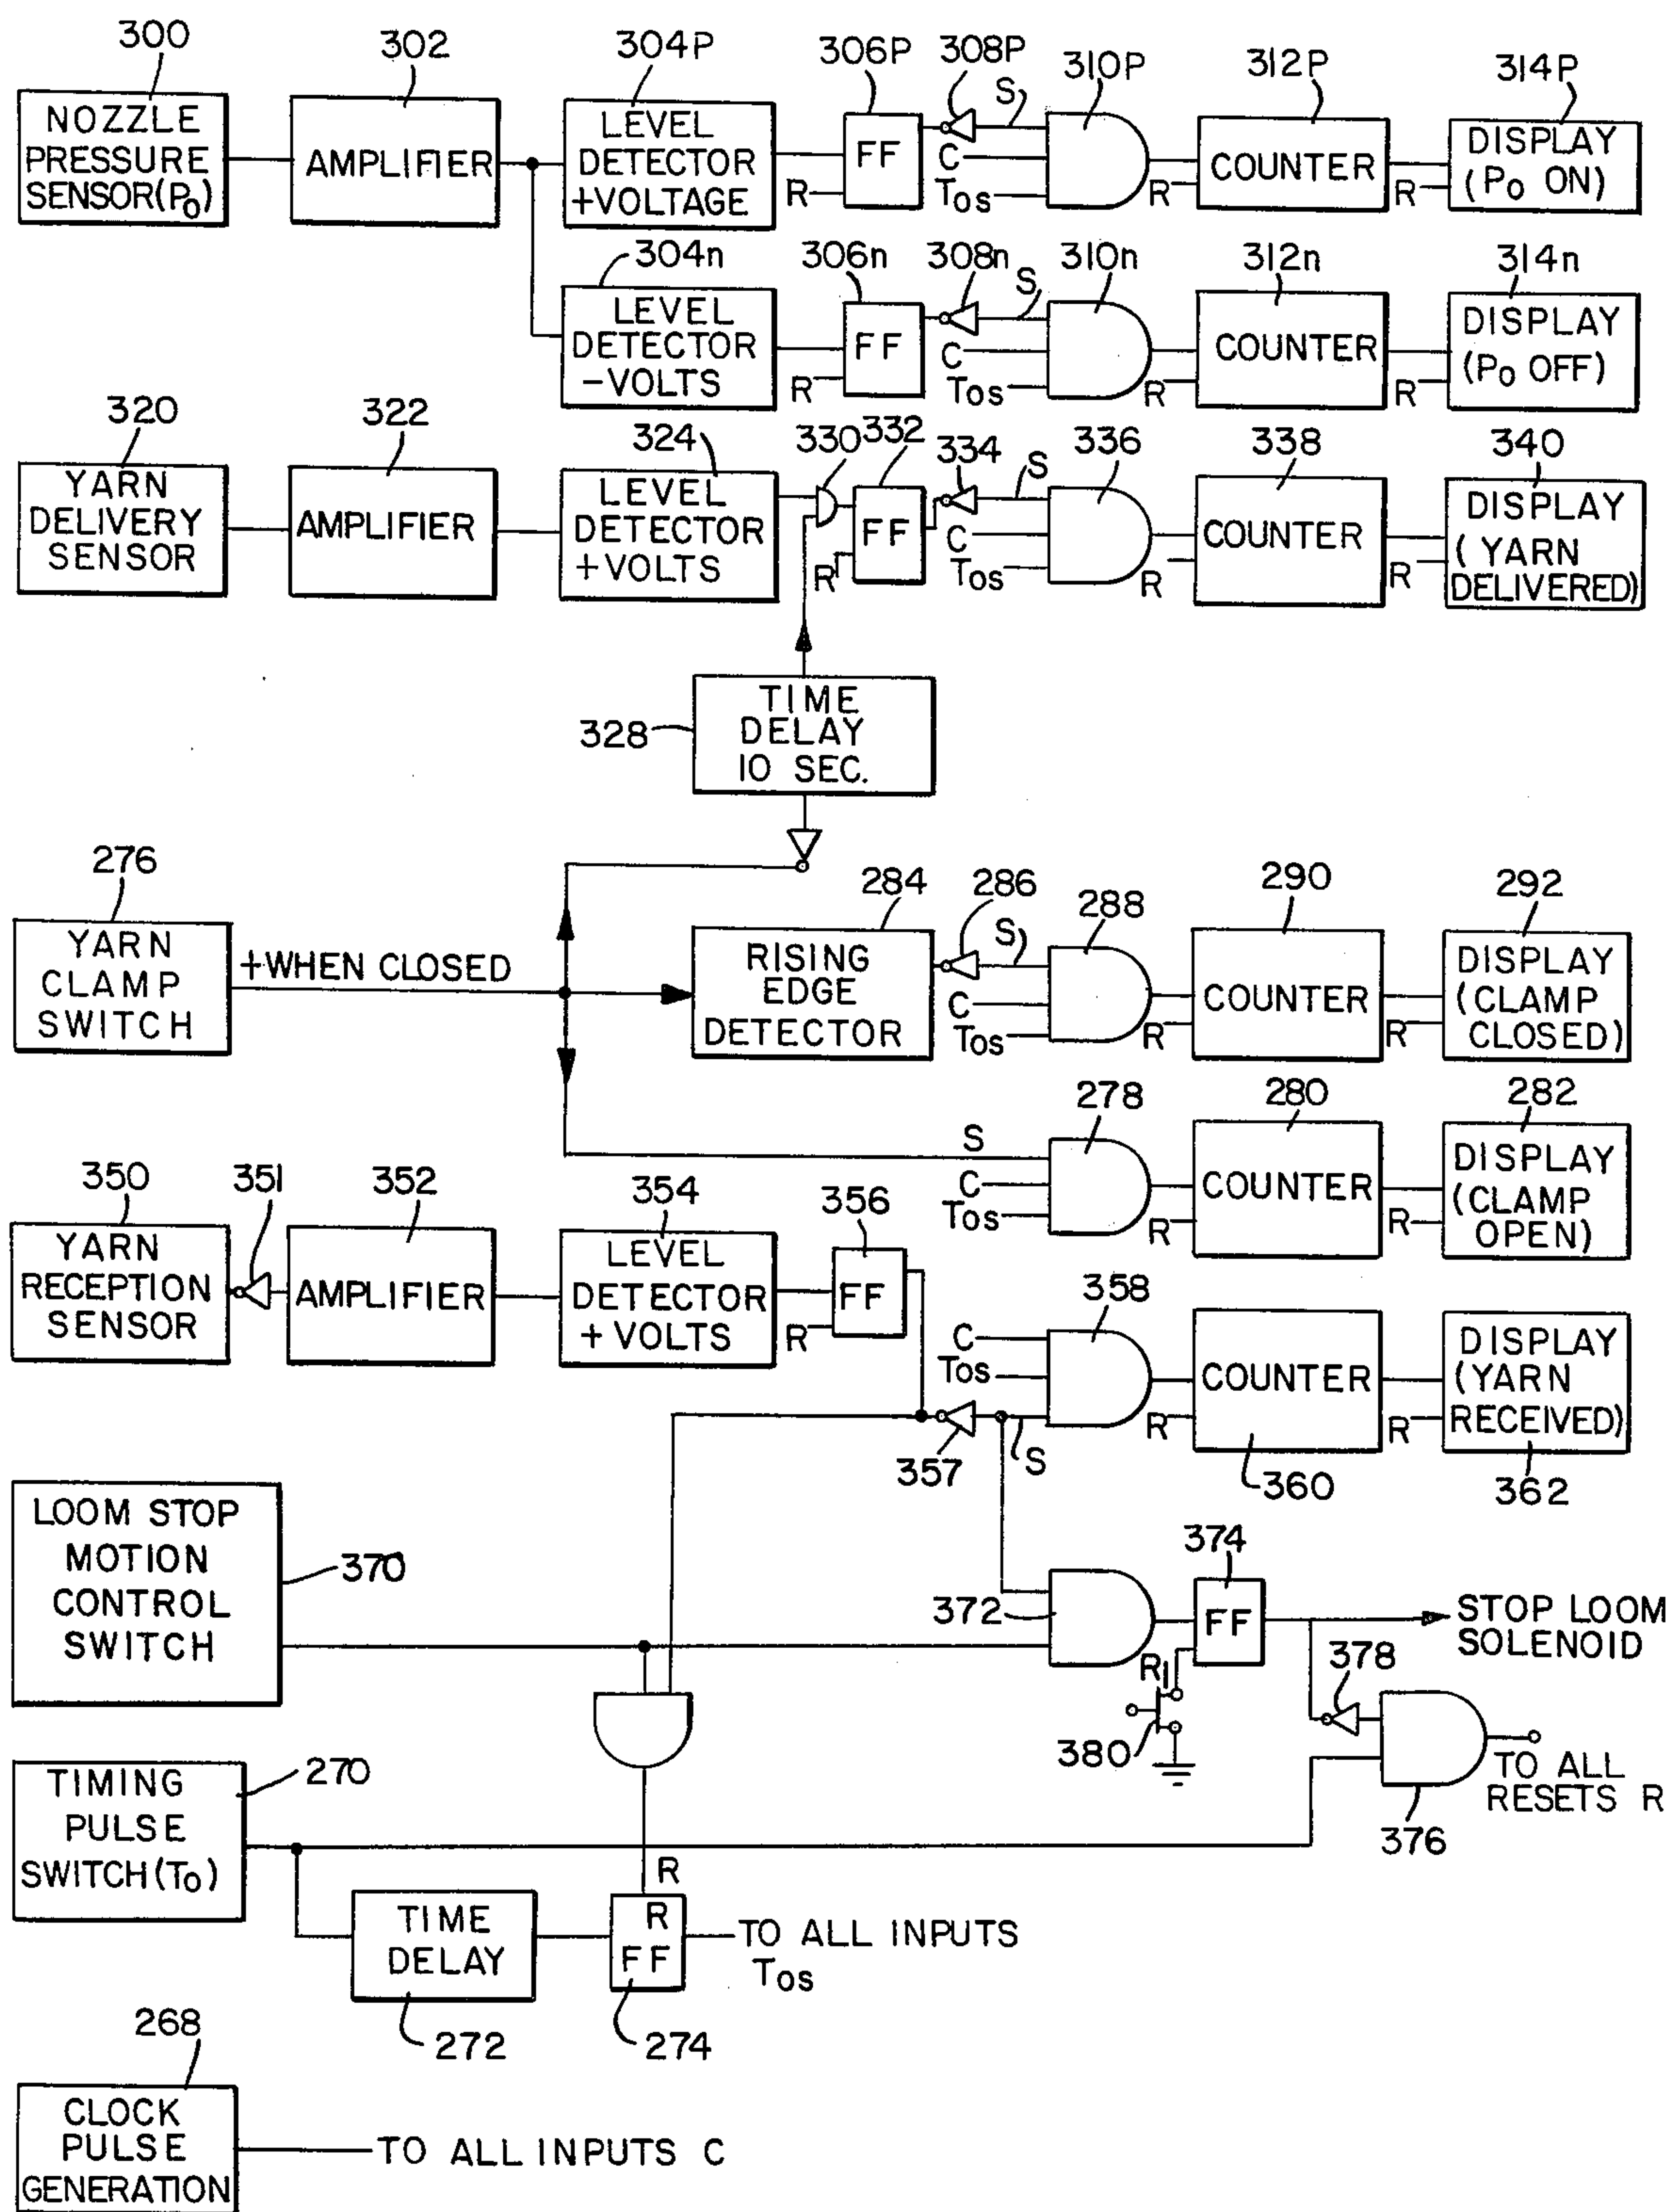 300
302
304P
306P
308P
310P
312P
314P
NOZZLE
PRESSURE
SENSOR(P0)
AMPLIFIER
LEVEL
DETECTOR
+VOLTAGE
FF
R
S
C
Tos
R
COUNTER
R
DISPLAY
(P0 ON)
304n
306n
308n
310n
312n
314n
LEVEL
DETECTOR
-VOLTS
FF
R
S
C
Tos
R
COUNTER
R
DISPLAY
(P0 OFF)
320
322
324
330
332
334
336
338
340
YARN
DELIVERY
SENSOR
AMPLIFIER
LEVEL
DETECTOR
+VOLTS
FF
R
S
C
Tos
R
COUNTER
R
DISPLAY
(YARN
DELIVERED)
328
TIME
DELAY
10 SEC.
276
284
286
288
290
292
YARN
CLAMP
SWITCH
+WHEN CLOSED
RISING
EDGE
DETECTOR
S
C
Tos
R
COUNTER
R
DISPLAY
(CLAMP
CLOSED)
278
280
282
S
C
Tos
R
COUNTER
R
DISPLAY
(CLAMP
OPEN)
350
351
352
354
356
358
YARN
RECEPTION
SENSOR
AMPLIFIER
LEVEL
DETECTOR
+ VOLTS
FF
R
C
Tos
S
357
R
COUNTER
360
R
DISPLAY
(YARN
RECEIVED)
362
LOOM STOP
MOTION
CONTROL
SWITCH
370
372
374
FF
R1
380
STOP LOOM
SOLENOID
378
376
TO ALL
RESETS R
TIMING
PULSE
SWITCH(T0)
270
TIME
DELAY
272
R
R
FF
274
TO ALL INPUTS
Tos
268
CLOCK
PULSE
GENERATION
TO ALL INPUTS C